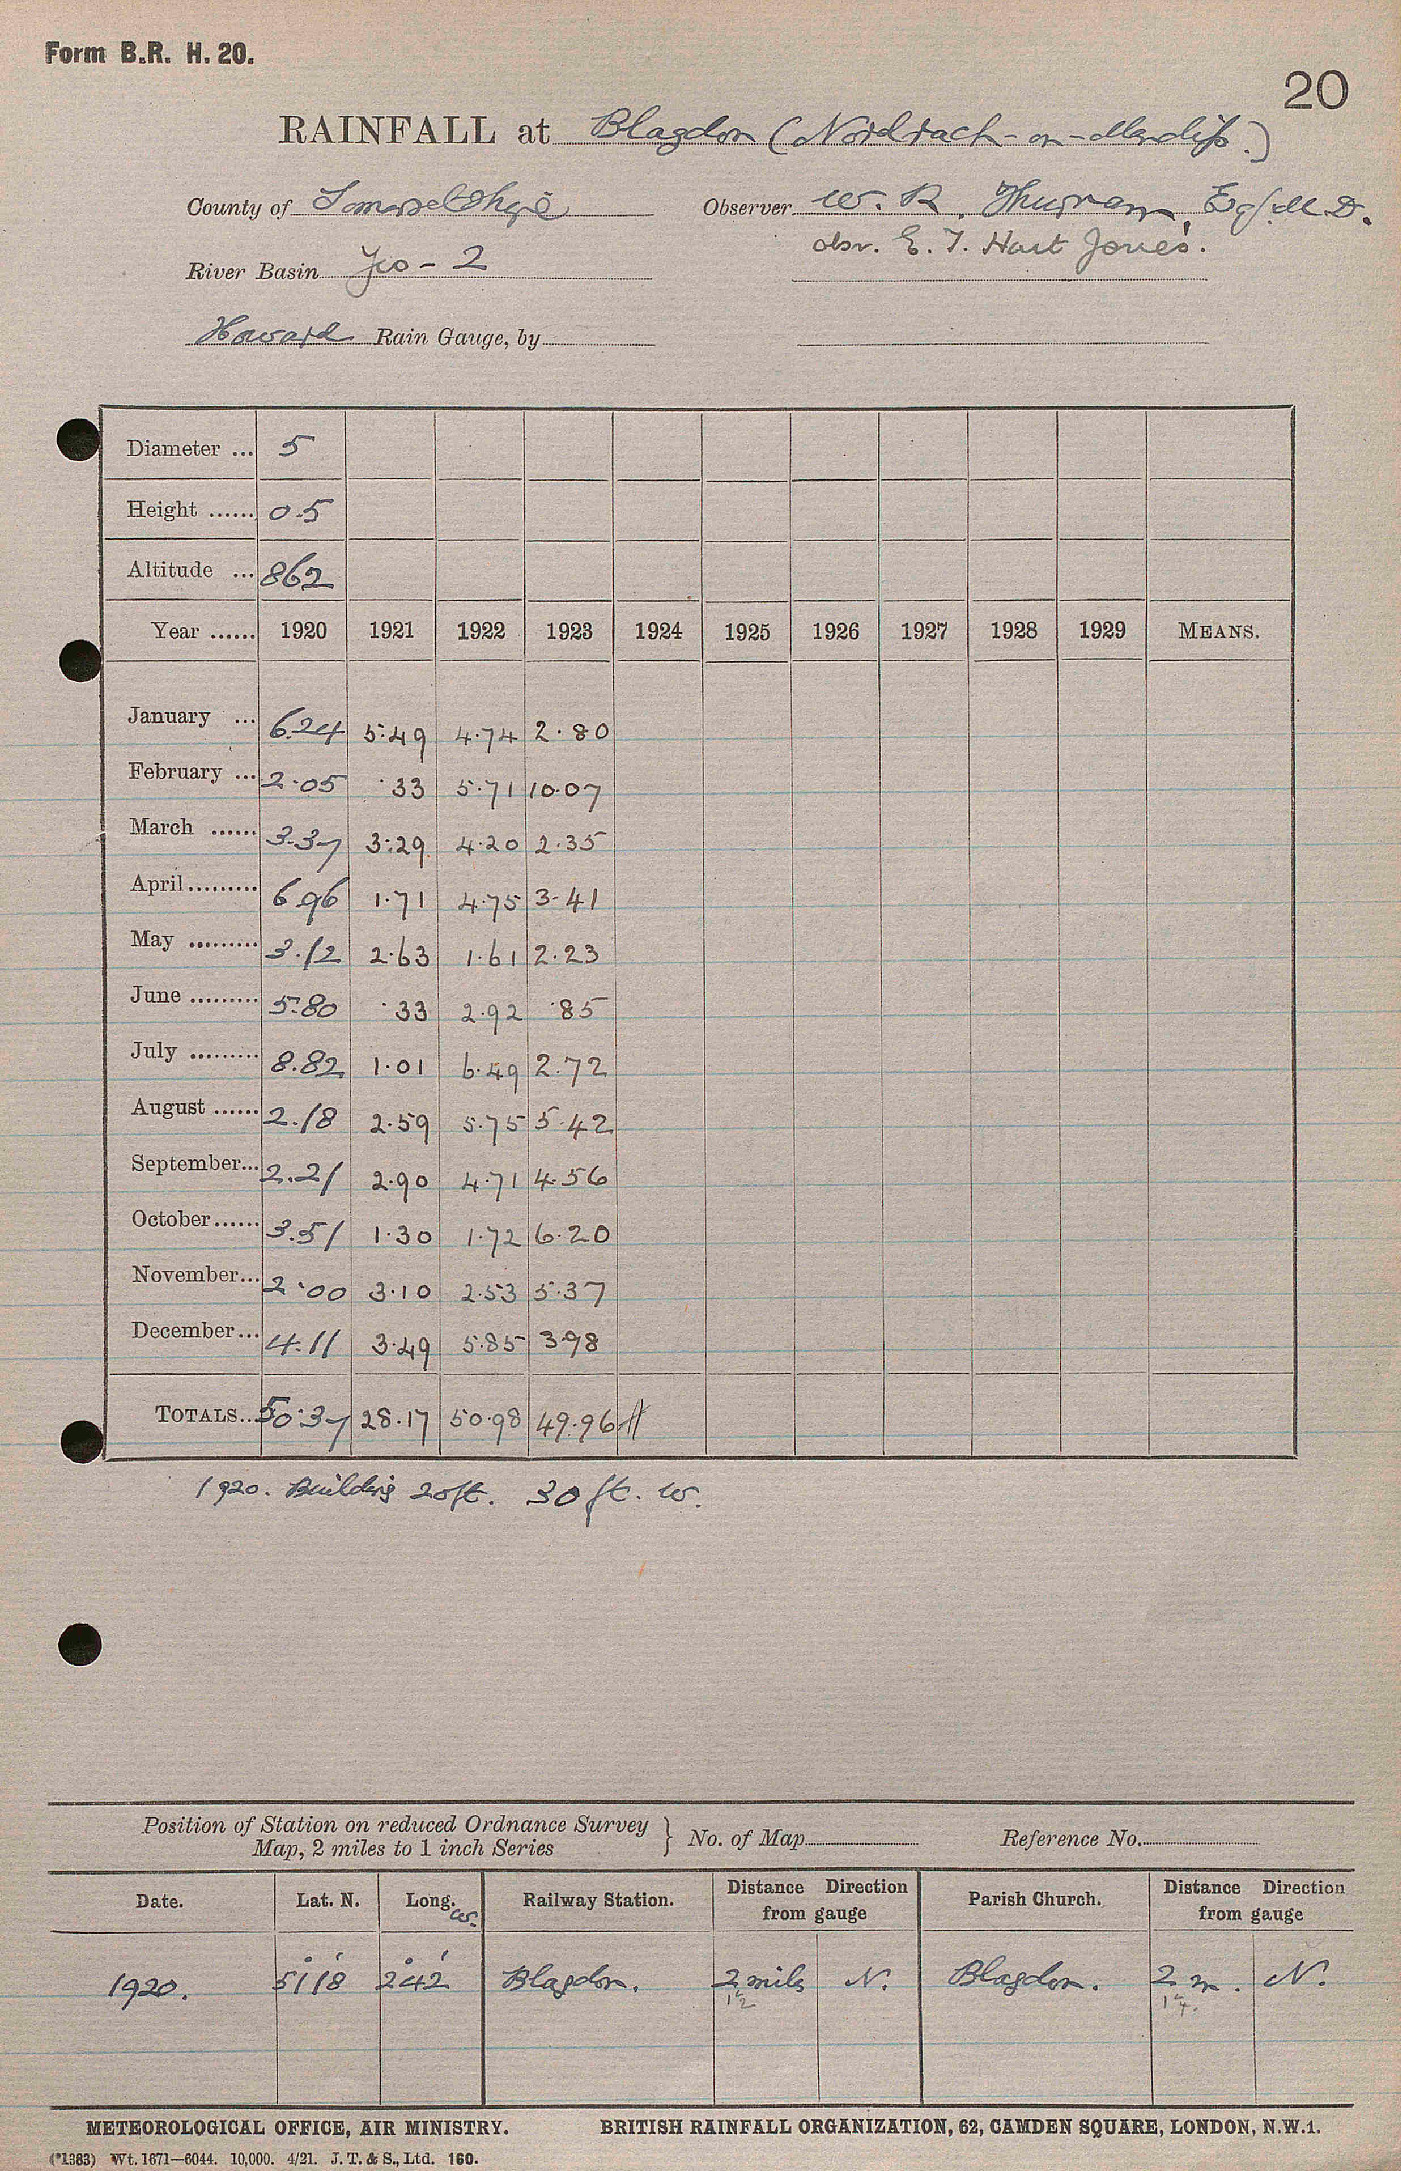 Form B.R. H. 20.
20
RAINFALL at Blagdon (Nordrach-on-Mendip.)
County of Somersetshire Observer W. R. Thurnam, Esq. M.D.
obsr. E. T. Hart Jones.
River Basin Yeo - 2
Howard Rain Gauge, by
Diameter ... 5
Height ...... 0.5
Altitude ... 862
Year ...... 1920 1921 1922 1923 1924 1925 1926 1927 1928 1929 MEANS.
January ... 6.24 5.49 4.74 2.80
February ... 2.05 .33 5.71 10.07
March ...... 3.37 3.29 4.20 2.35
April ......... 6.96 1.71 4.75 3.41
May ......... 3.12 2.63 1.61 2.23
June ......... 5.80 .33 2.92 .85
July ......... 8.82 1.01 6.49 2.72
August ...... 2.18 2.59 5.75 5.42
September... 2.21 2.90 4.71 4.56
October...... 3.51 1.30 1.72 6.20
November... 2.00 3.10 2.53 5.37
December... 4.11 3.49 5.85 3.98
TOTALS... 50.37 28.17 50.98 49.96
1920. Building 20ft. 30 ft. W.
Position of Station on reduced Ordnance Survey
Map, 2 miles to 1 inch Series } No. of Map Reference No.
Date. Lat. N. Long. W. Railway Station. Distance Direction from gauge Parish Church. Distance Direction from gauge
1920. 51°18' 2°42' Blagdon. 2 miles N. Blagdon. 2 m. N.
1½ 1¼.
METEOROLOGICAL OFFICE, AIR MINISTRY. BRITISH RAINFALL ORGANIZATION, 62, CAMDEN SQUARE, LONDON, N.W.1.
(*1383) Wt. 1671—6044. 10,000. 4/21. J. T. & S., Ltd. 160.